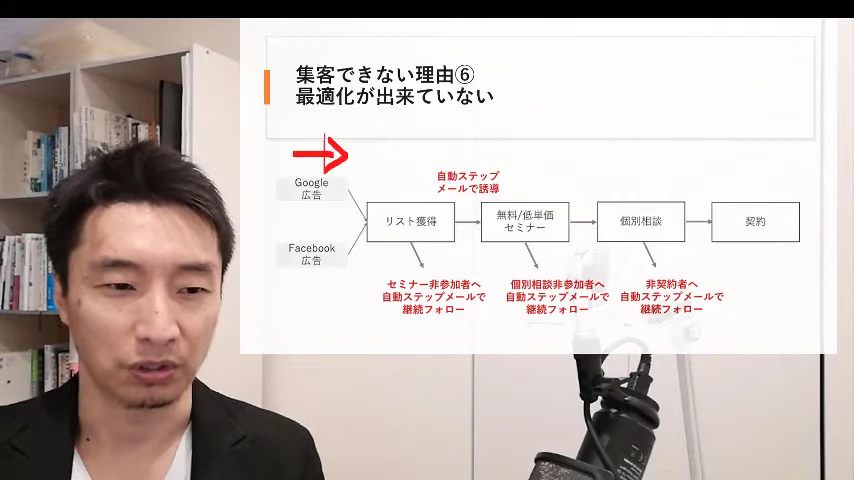 集客できない理由⑥
最適化が出来ていない
Google
広告
Facebook
広告
自動ステップ
メールで誘導
リスト獲得
無料/低単価
セミナー
個別相談
契約
セミナー非参加者へ
自動ステップメールで
継続フォロー
個別相談非参加者へ
自動ステップメールで
継続フォロー
非契約者へ
自動ステップメールで
継続フォロー